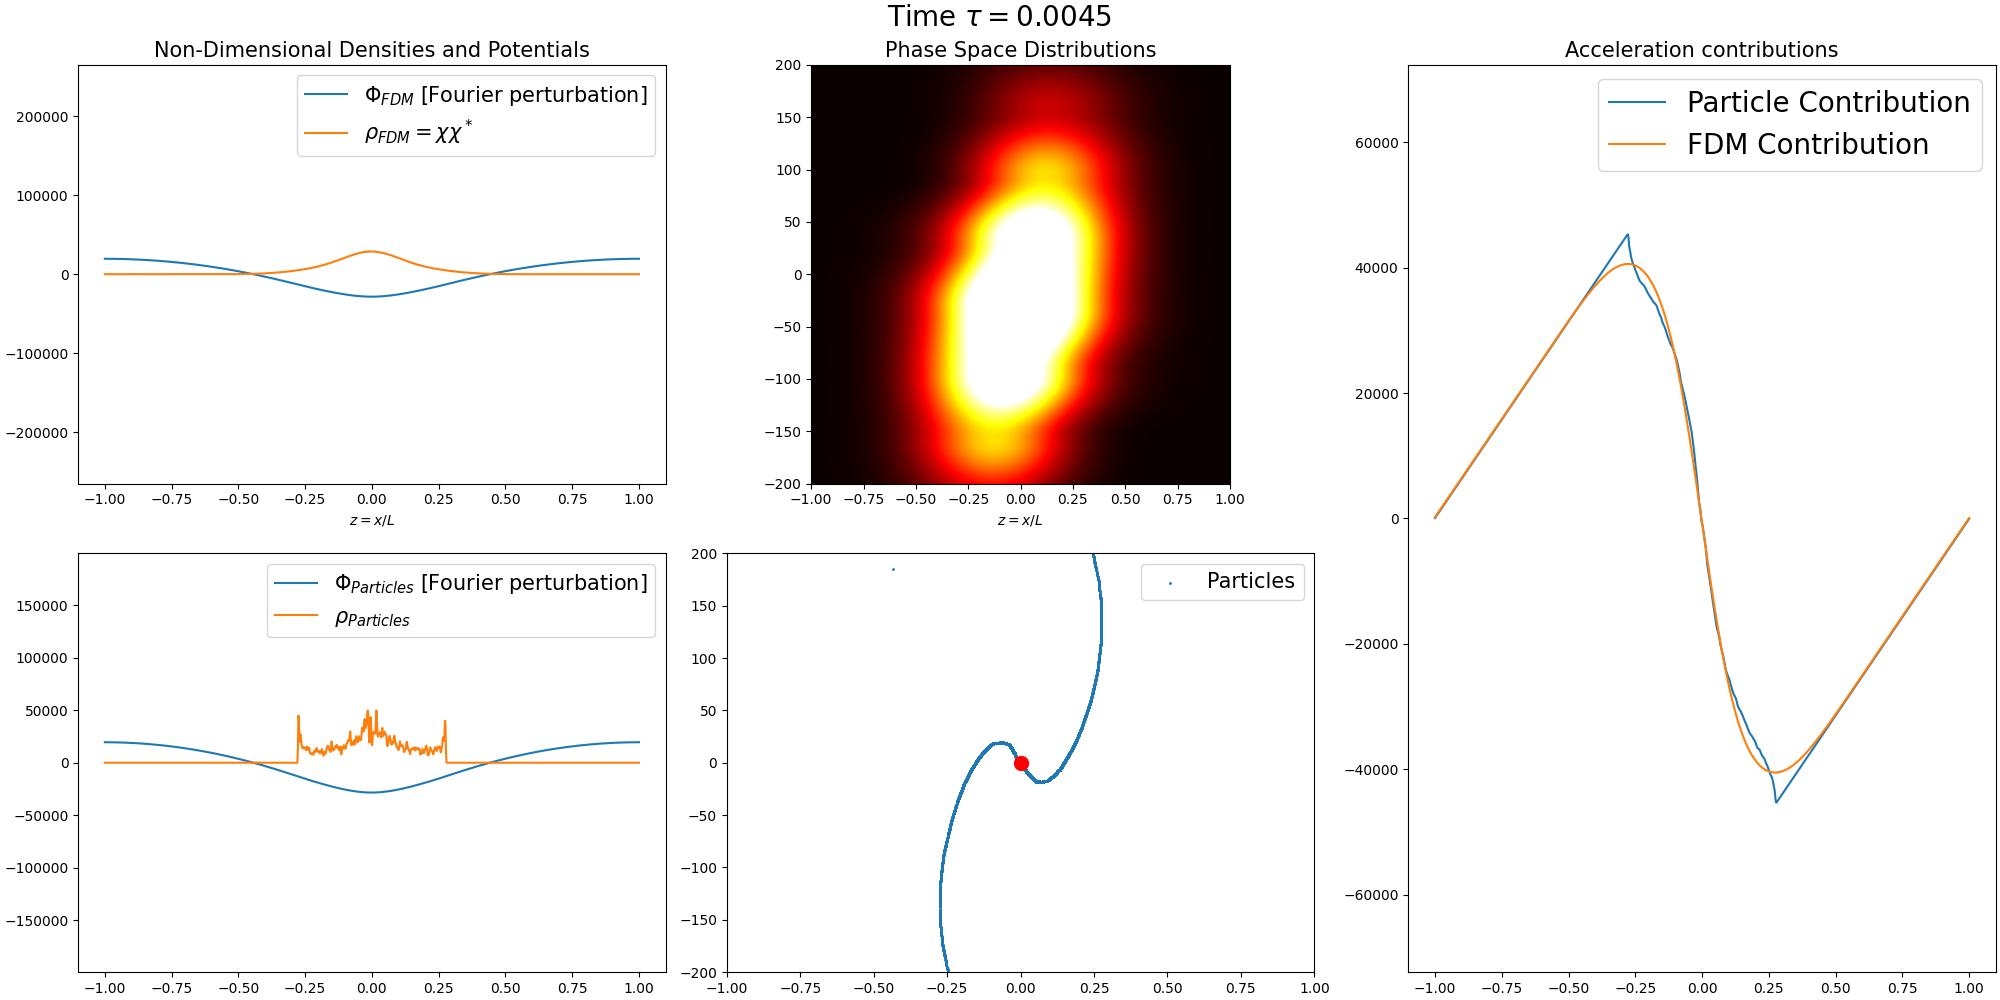 Time τ = 0.0045
Non-Dimensional Densities and Potentials
Φ_FDM [Fourier perturbation]
ρ_FDM = χχ*
200000
100000
0
−100000
−200000
−1.00 −0.75 −0.50 −0.25 0.00 0.25 0.50 0.75 1.00
z = x/L
Phase Space Distributions
200
150
100
50
0
−50
−100
−150
−200
−1.00 −0.75 −0.50 −0.25 0.00 0.25 0.50 0.75 1.00
z = x/L
Acceleration contributions
Particle Contribution
FDM Contribution
60000
40000
20000
0
−20000
−40000
−60000
−1.00 −0.75 −0.50 −0.25 0.00 0.25 0.50 0.75 1.00
Φ_Particles [Fourier perturbation]
ρ_Particles
150000
100000
50000
0
−50000
−100000
−150000
−1.00 −0.75 −0.50 −0.25 0.00 0.25 0.50 0.75 1.00
Particles
200
150
100
50
0
−50
−100
−150
−200
−1.00 −0.75 −0.50 −0.25 0.00 0.25 0.50 0.75 1.00